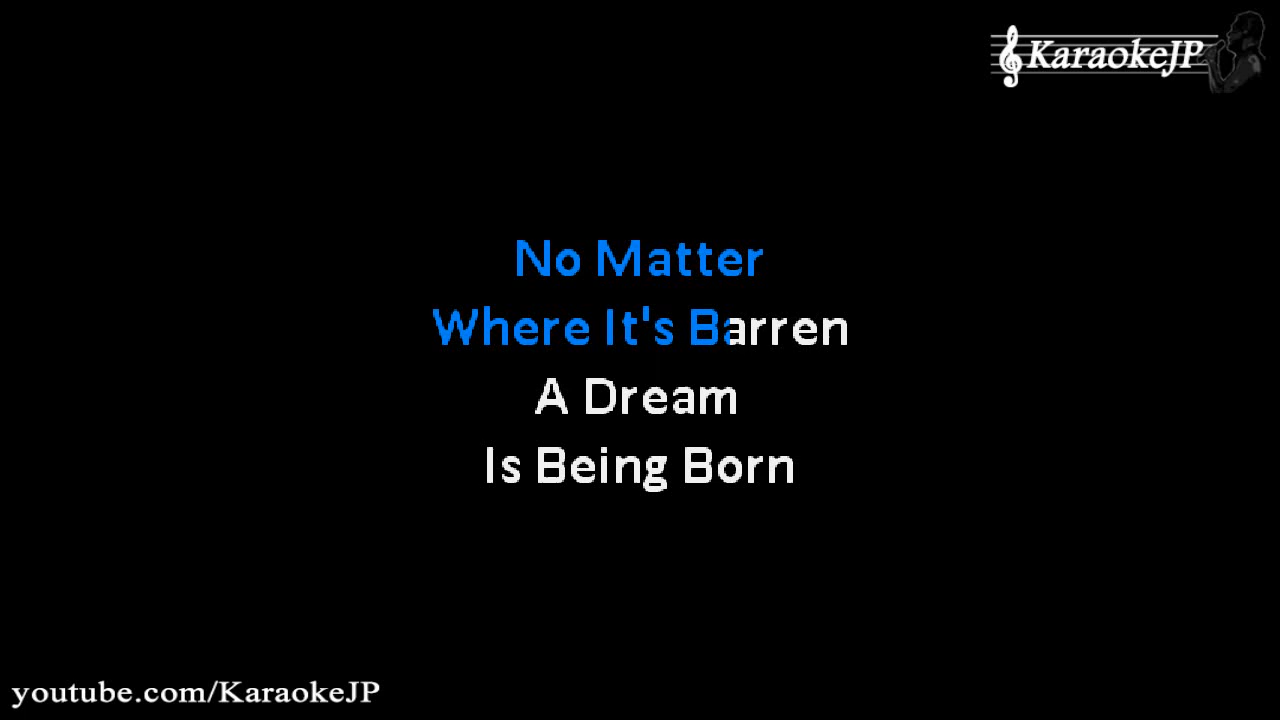 KaraokeJP
No Matter
Where It's Barren
A Dream
Is Being Born
youtube.com/KaraokeJP